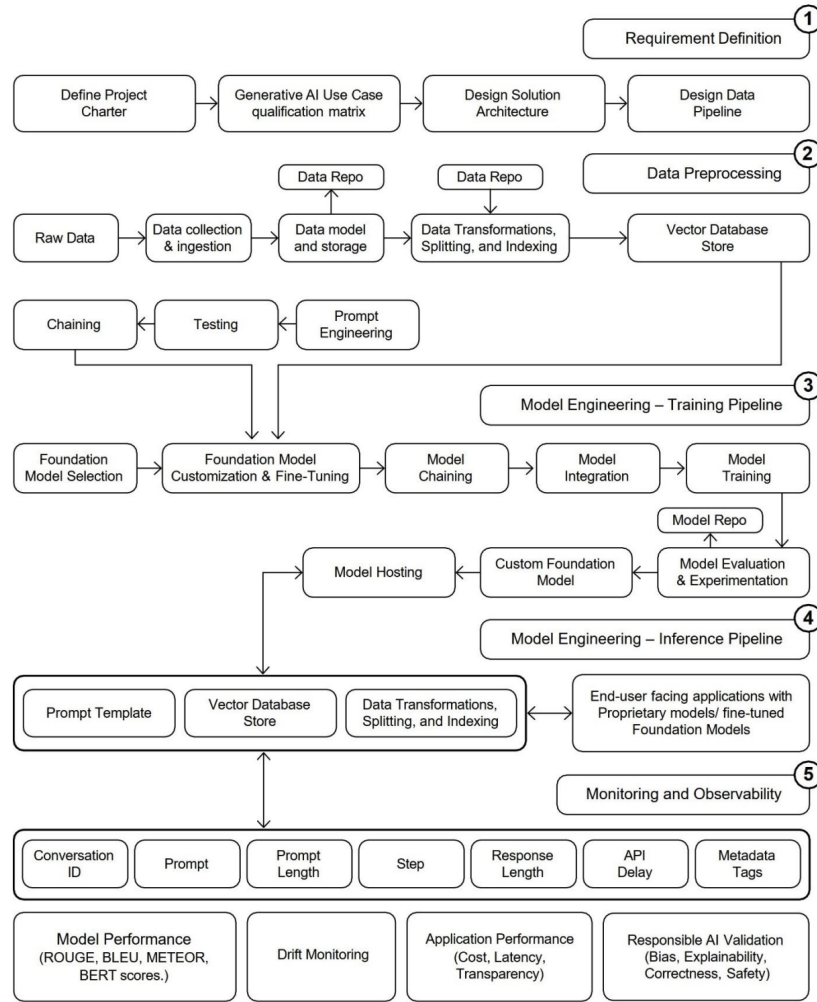 1
Requirement Definition
Define Project
Charter
Generative AI Use Case
qualification matrix
Design Solution
Architecture
Design Data
Pipeline
2
Data Preprocessing
Data Repo
Data Repo
Raw Data
Data collection
& ingestion
Data model
and storage
Data Transformations,
Splitting, and Indexing
Vector Database
Store
Chaining
Testing
Prompt
Engineering
3
Model Engineering – Training Pipeline
Foundation
Model Selection
Foundation Model
Customization & Fine-Tuning
Model
Chaining
Model
Integration
Model
Training
Model Repo
Model Hosting
Custom Foundation
Model
Model Evaluation
& Experimentation
4
Model Engineering – Inference Pipeline
Prompt Template
Vector Database
Store
Data Transformations,
Splitting, and Indexing
End-user facing applications with
Proprietary models/ fine-tuned
Foundation Models
5
Monitoring and Observability
Conversation
ID
Prompt
Prompt
Length
Step
Response
Length
API
Delay
Metadata
Tags
Model Performance
(ROUGE, BLEU, METEOR,
BERT scores.)
Drift Monitoring
Application Performance
(Cost, Latency,
Transparency)
Responsible AI Validation
(Bias, Explainability,
Correctness, Safety)